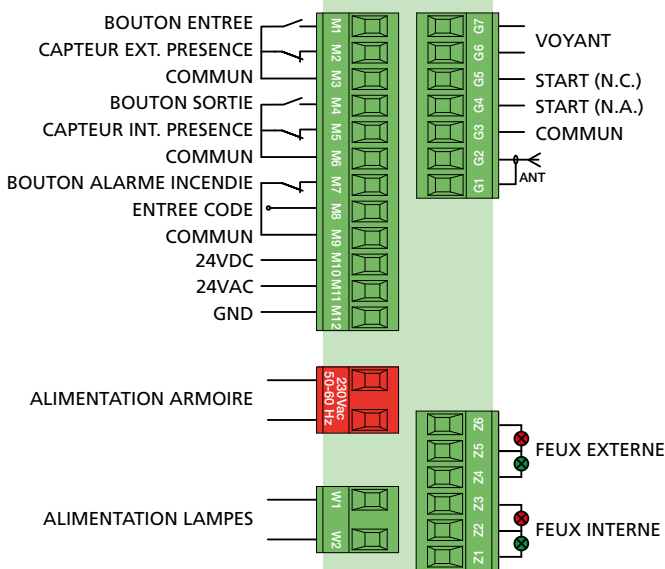 BOUTON ENTREE M1
CAPTEUR EXT. PRESENCE M2
COMMUN M3
BOUTON SORTIE M4
CAPTEUR INT. PRESENCE M5
COMMUN M6
BOUTON ALARME INCENDIE M7
ENTREE CODE M8
COMMUN M9
24VDC M10
24VAC M11
GND M12
G7
G6
VOYANT
G5 START (N.C.)
G4 START (N.A.)
G3 COMMUN
G2
G1
ANT
ALIMENTATION ARMOIRE
230Vac
50-60 Hz
ALIMENTATION LAMPES
W1
W2
Z6
Z5 FEUX EXTERNE
Z4
Z3
Z2 FEUX INTERNE
Z1